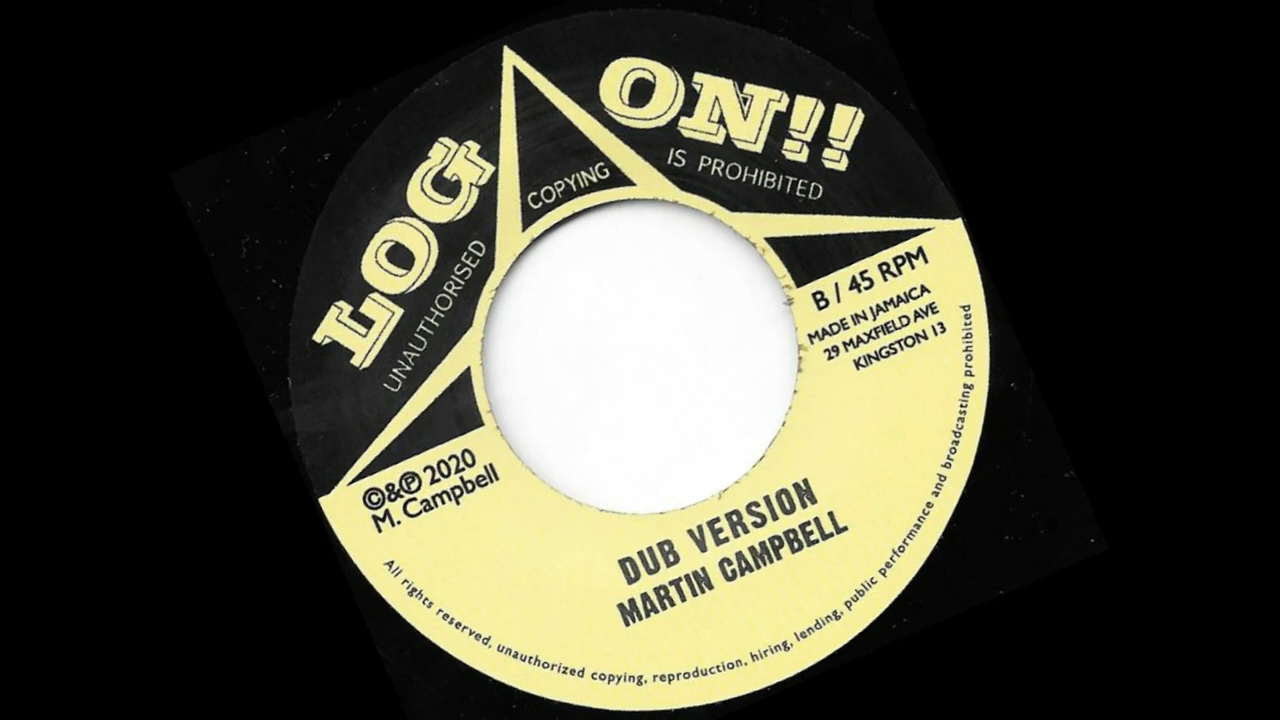 LOG ON!!
UNAUTHORISED COPYING IS PROHIBITED
B / 45 RPM
MADE IN JAMAICA
29 MAXFIELD AVE
KINGSTON 13
©&℗ 2020
M. Campbell
DUB VERSION
MARTIN CAMPBELL
All rights reserved, unauthorized copying, reproduction, hiring, lending, public performance and broadcasting prohibited